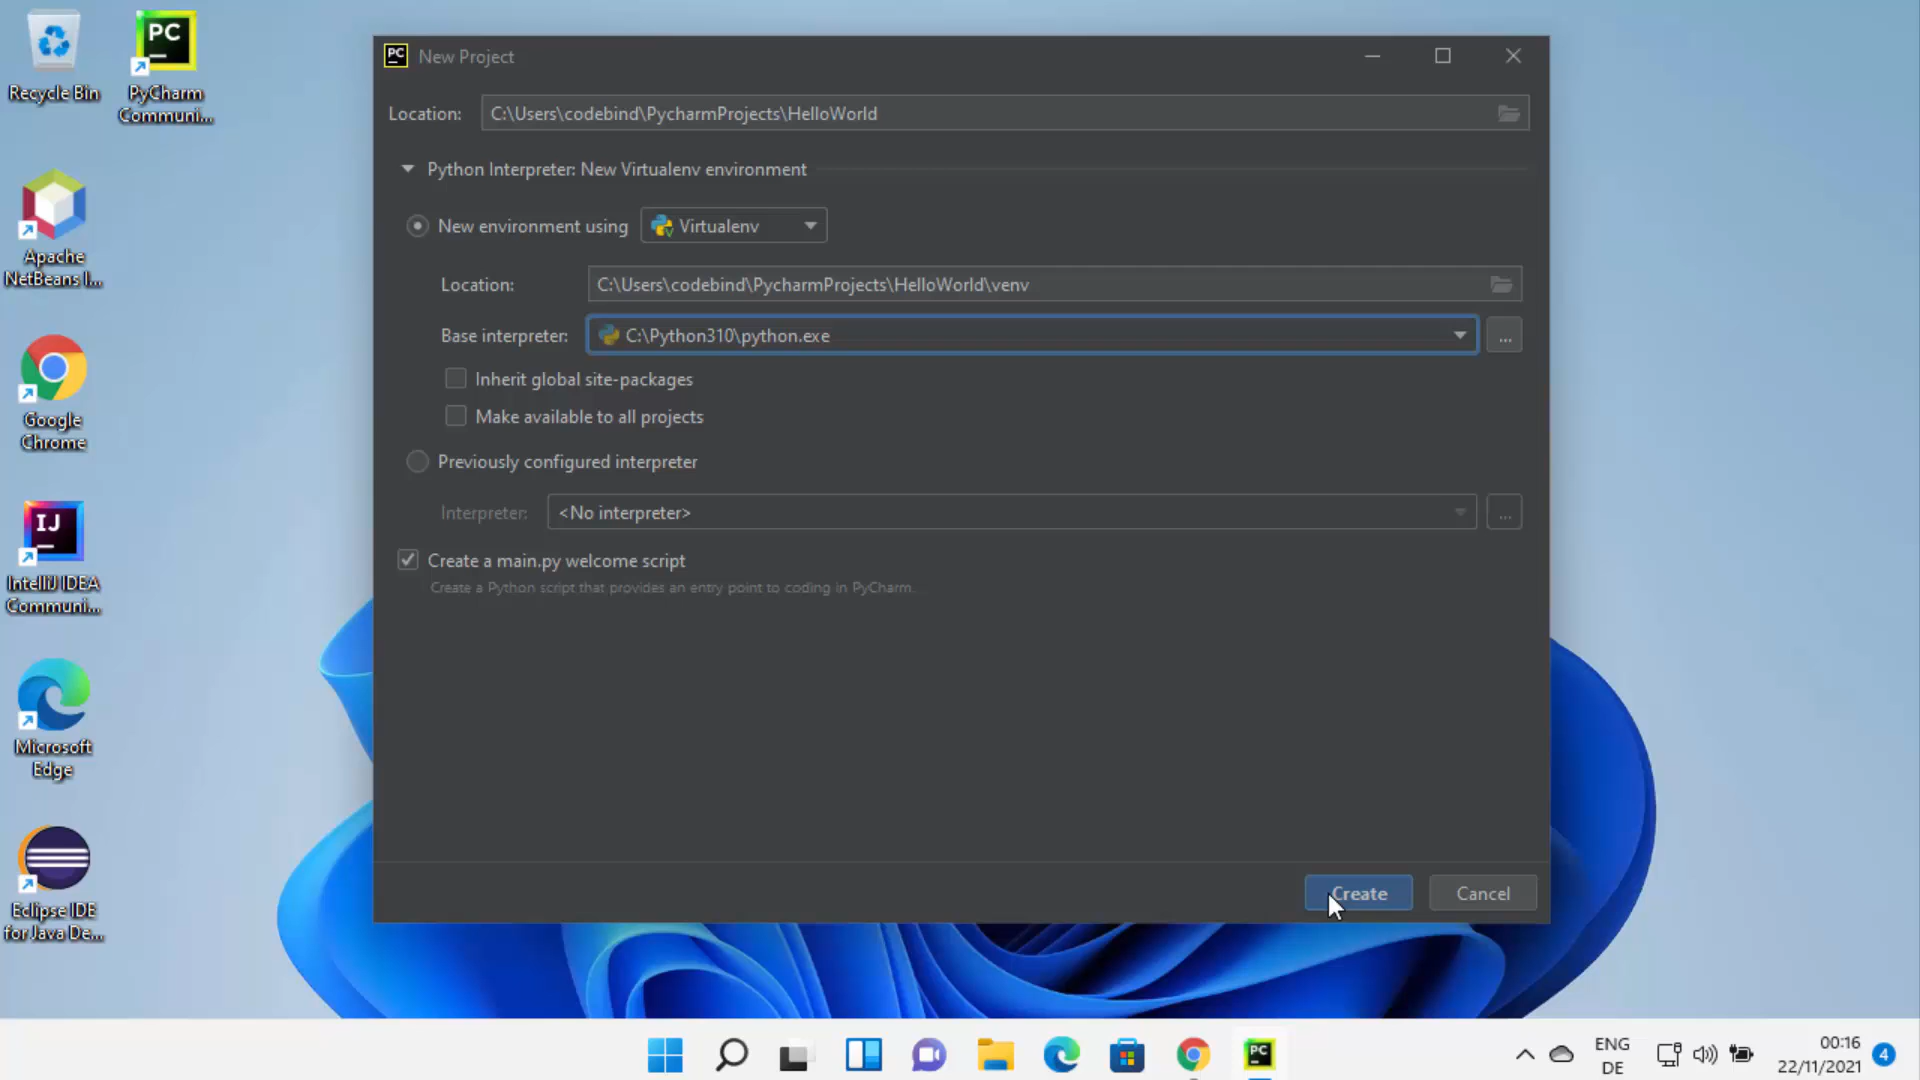 Recycle Bin
PC
PyCharm
Communi...
Apache
NetBeans I...
Google
Chrome
IJ
IntelliJ IDEA
Communi...
Microsoft
Edge
Eclipse IDE
for Java De...
PC
New Project
Location:
C:\Users\codebind\PycharmProjects\HelloWorld
Python Interpreter: New Virtualenv environment
New environment using
Virtualenv
Location:
C:\Users\codebind\PycharmProjects\HelloWorld\venv
Base interpreter:
C:\Python310\python.exe
...
Inherit global site-packages
Make available to all projects
Previously configured interpreter
Interpreter:
<No interpreter>
...
Create a main.py welcome script
Create a Python script that provides an entry point to coding in PyCharm.
Create
Cancel
PC
ENG
DE
00:16
22/11/2021
4